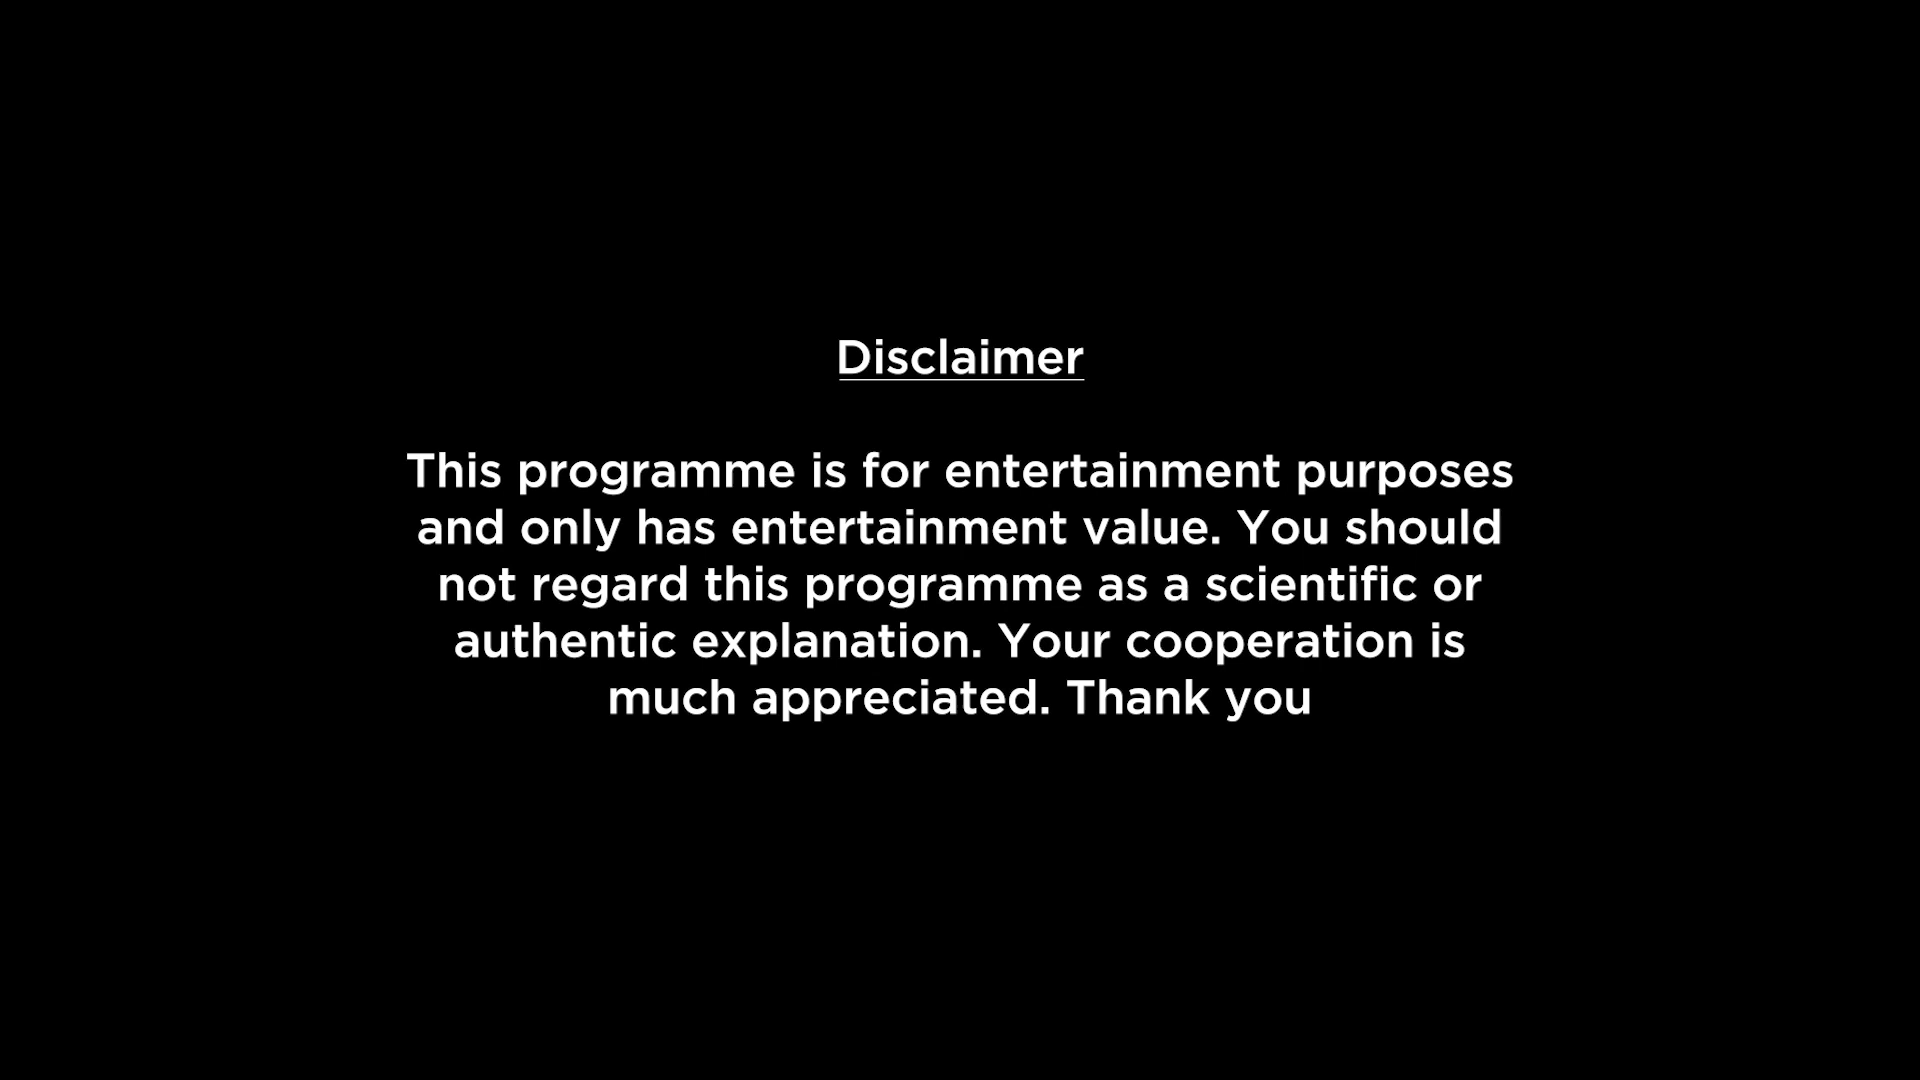 Disclaimer
This programme is for entertainment purposes
and only has entertainment value. You should
not regard this programme as a scientific or
authentic explanation. Your cooperation is
much appreciated. Thank you